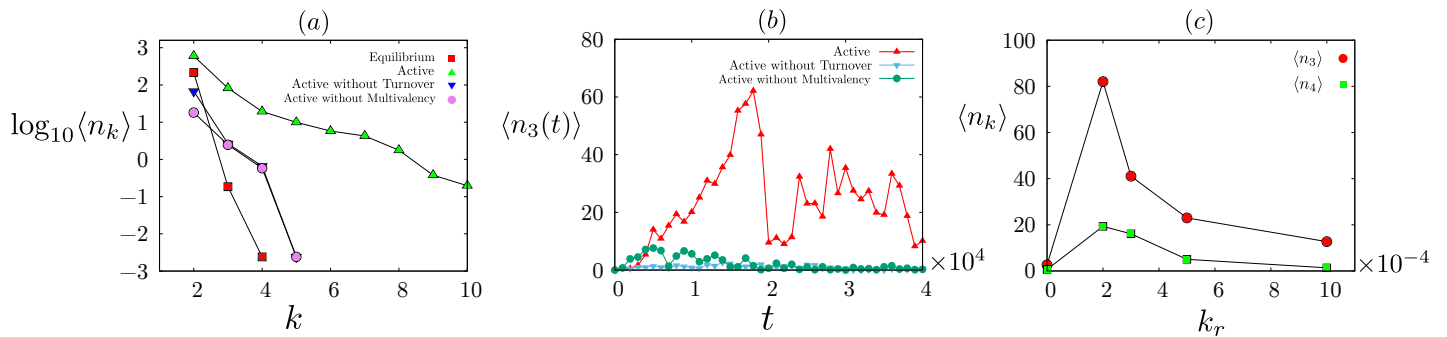 (a)
log₁₀⟨nₖ⟩
3
2
1
0
−1
−2
−3
2 4 6 8 10
k
Equilibrium
Active
Active without Turnover
Active without Multivalency
(b)
⟨n₃(t)⟩
80
60
40
20
0
0 1 2 3 4
×10⁴
t
Active
Active without Turnover
Active without Multivalency
(c)
⟨nₖ⟩
100
80
60
40
20
0
0 2 4 6 8 10
×10⁻⁴
kᵣ
⟨n₃⟩
⟨n₄⟩